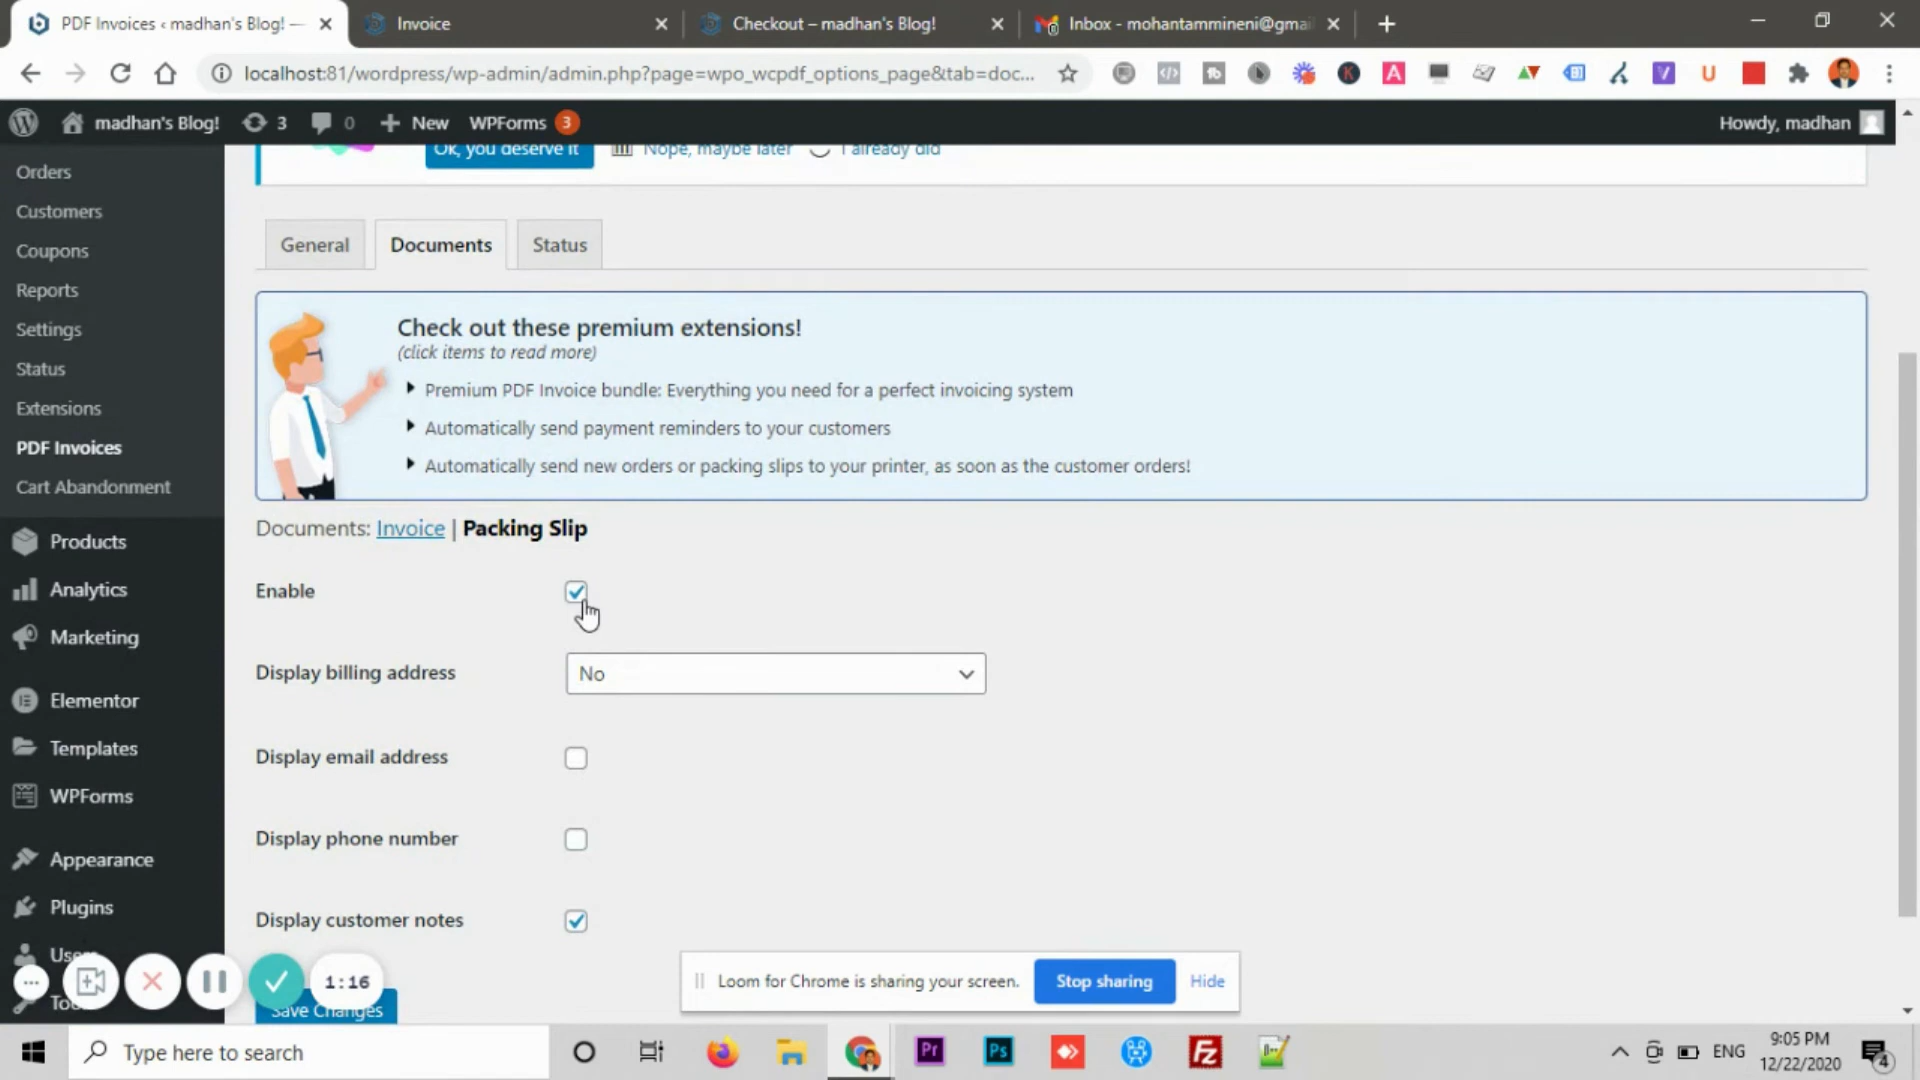 PDF Invoices ‹ madhan's Blog! —
Invoice
Checkout – madhan's Blog!
Inbox - mohantammineni@gmai
localhost:81/wordpress/wp-admin/admin.php?page=wpo_wcpdf_options_page&tab=doc...
madhan's Blog!
3
0
New
WPForms 3
Howdy, madhan
Ok, you deserve it
Nope, maybe later
I already did
Orders
Customers
Coupons
Reports
Settings
Status
Extensions
PDF Invoices
Cart Abandonment
Products
Analytics
Marketing
Elementor
Templates
WPForms
Appearance
Plugins
General
Documents
Status
Check out these premium extensions!
(click items to read more)
Premium PDF Invoice bundle: Everything you need for a perfect invoicing system
Automatically send payment reminders to your customers
Automatically send new orders or packing slips to your printer, as soon as the customer orders!
Documents: Invoice | Packing Slip
Enable
Display billing address
No
Display email address
Display phone number
Display customer notes
1:16
Save Changes
Loom for Chrome is sharing your screen.
Stop sharing
Hide
Type here to search
Pr
Ps
Fz
ENG
9:05 PM
12/22/2020
4